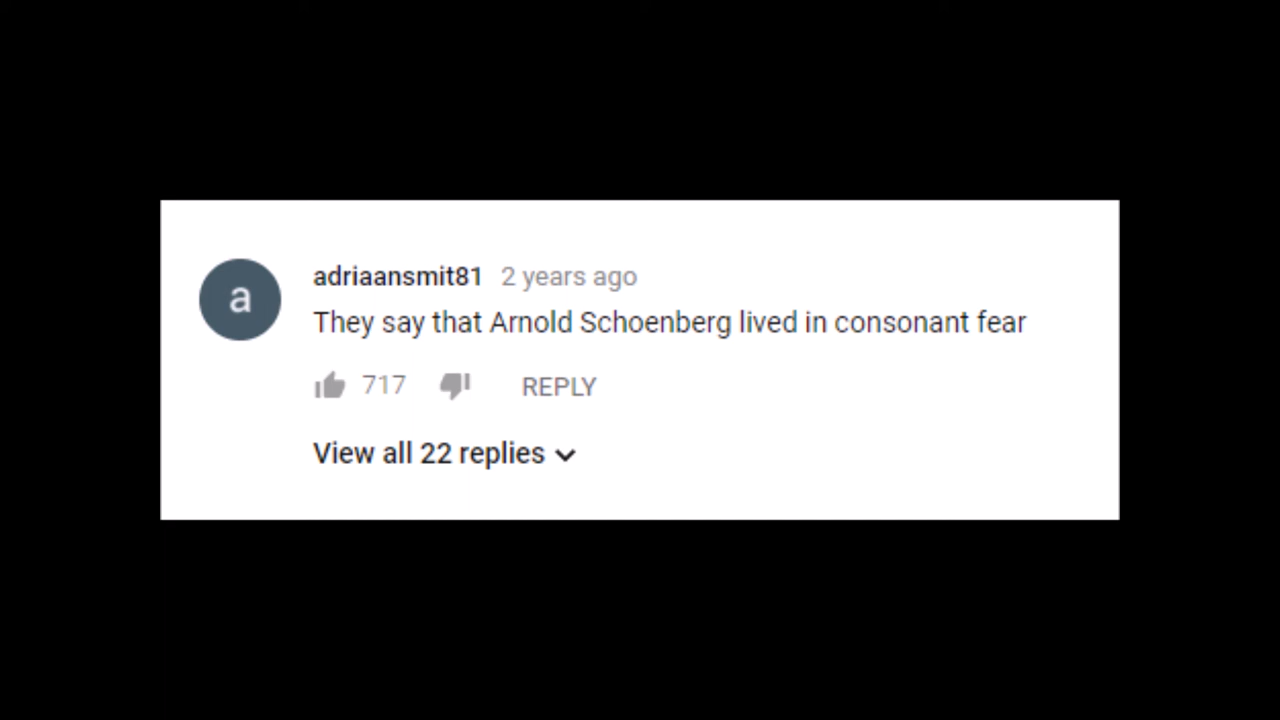 a
adriaansmit81 2 years ago
They say that Arnold Schoenberg lived in consonant fear
717 REPLY
View all 22 replies